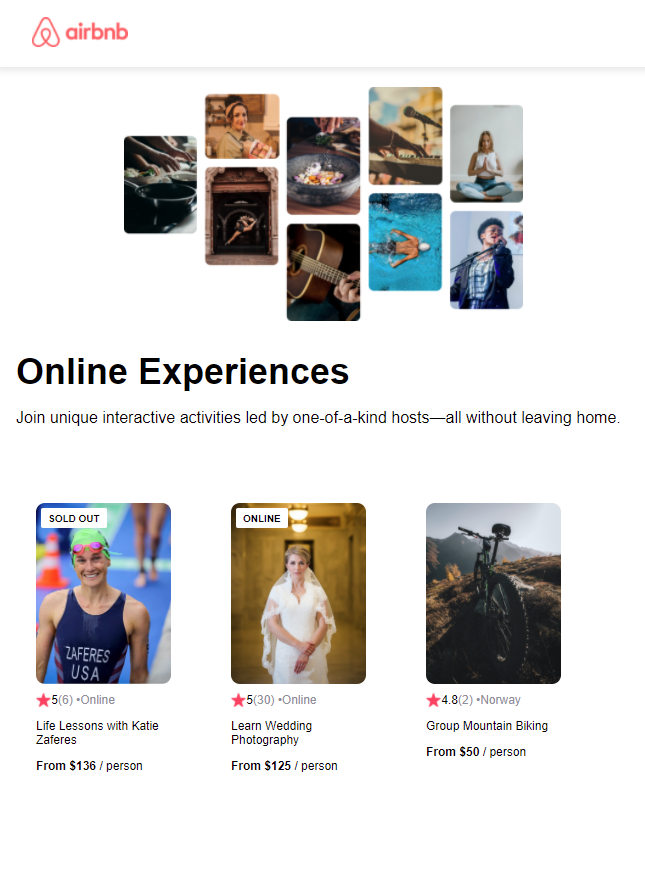 airbnb
Online Experiences
Join unique interactive activities led by one-of-a-kind hosts—all without leaving home.
SOLD OUT
ZAFERES
USA
5(6) •Online
Life Lessons with Katie
Zaferes
From $136 / person
ONLINE
5(30) •Online
Learn Wedding
Photography
From $125 / person
4.8(2) •Norway
Group Mountain Biking
From $50 / person